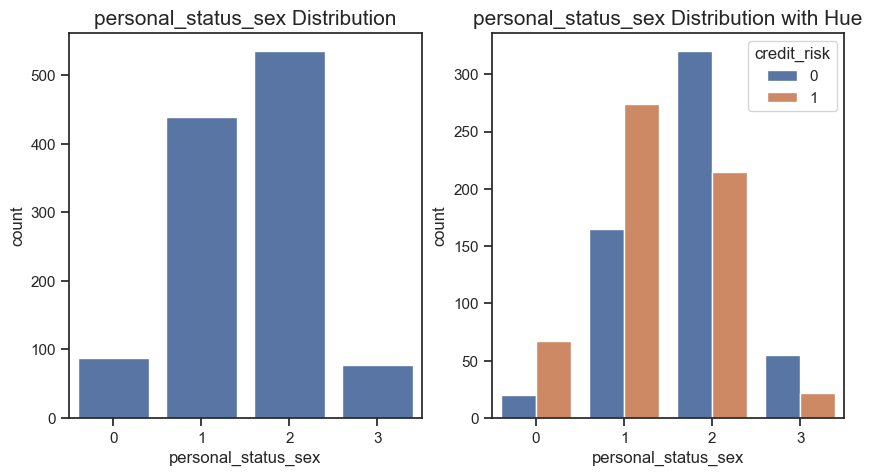 personal_status_sex Distribution
500
400
300
200
100
0
count
0 1 2 3
personal_status_sex
personal_status_sex Distribution with Hue
credit_risk
0
1
300
250
200
150
100
50
0
count
0 1 2 3
personal_status_sex